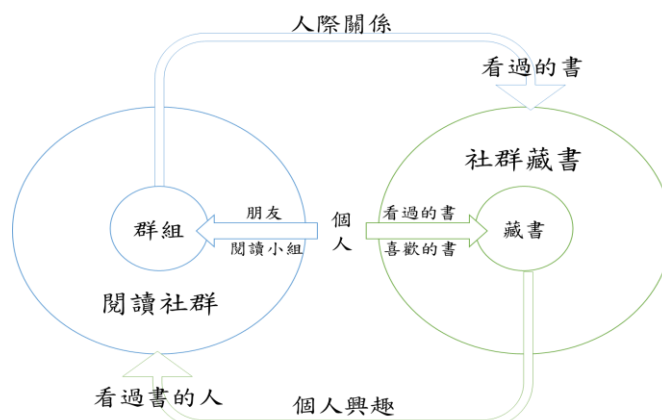 人際關係
看過的書
社群藏書
朋友
個人
看過的書
群組
藏書
閱讀小組
喜歡的書
閱讀社群
看過書的人
個人興趣